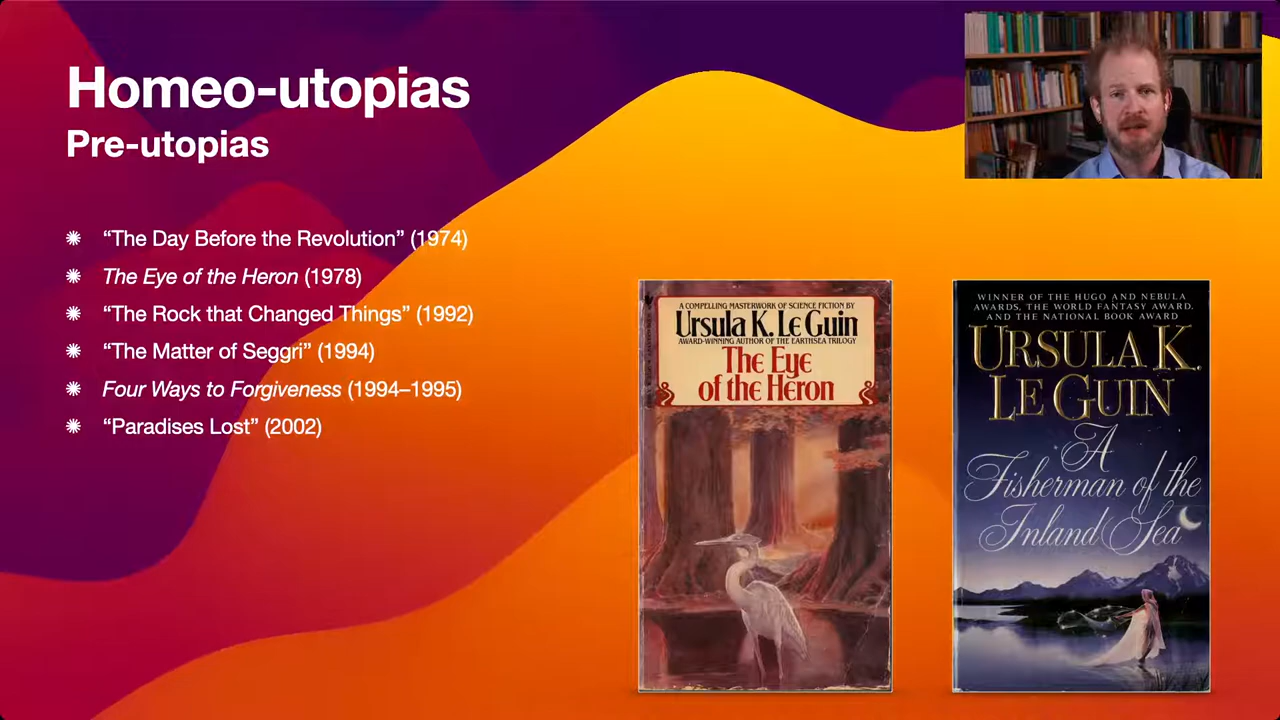 Homeo-utopias
Pre-utopias
“The Day Before the Revolution” (1974)
The Eye of the Heron (1978)
“The Rock that Changed Things” (1992)
“The Matter of Seggri” (1994)
Four Ways to Forgiveness (1994–1995)
“Paradises Lost” (2002)
A COMPELLING MASTERWORK OF SCIENCE FICTION BY
Ursula K. Le Guin
AWARD-WINNING AUTHOR OF THE EARTHSEA TRILOGY
The Eye
of the Heron
WINNER OF THE HUGO AND NEBULA
AWARDS, THE WORLD FANTASY AWARD,
AND THE NATIONAL BOOK AWARD
URSULA K.
LE GUIN
A
Fisherman of the
Inland Sea